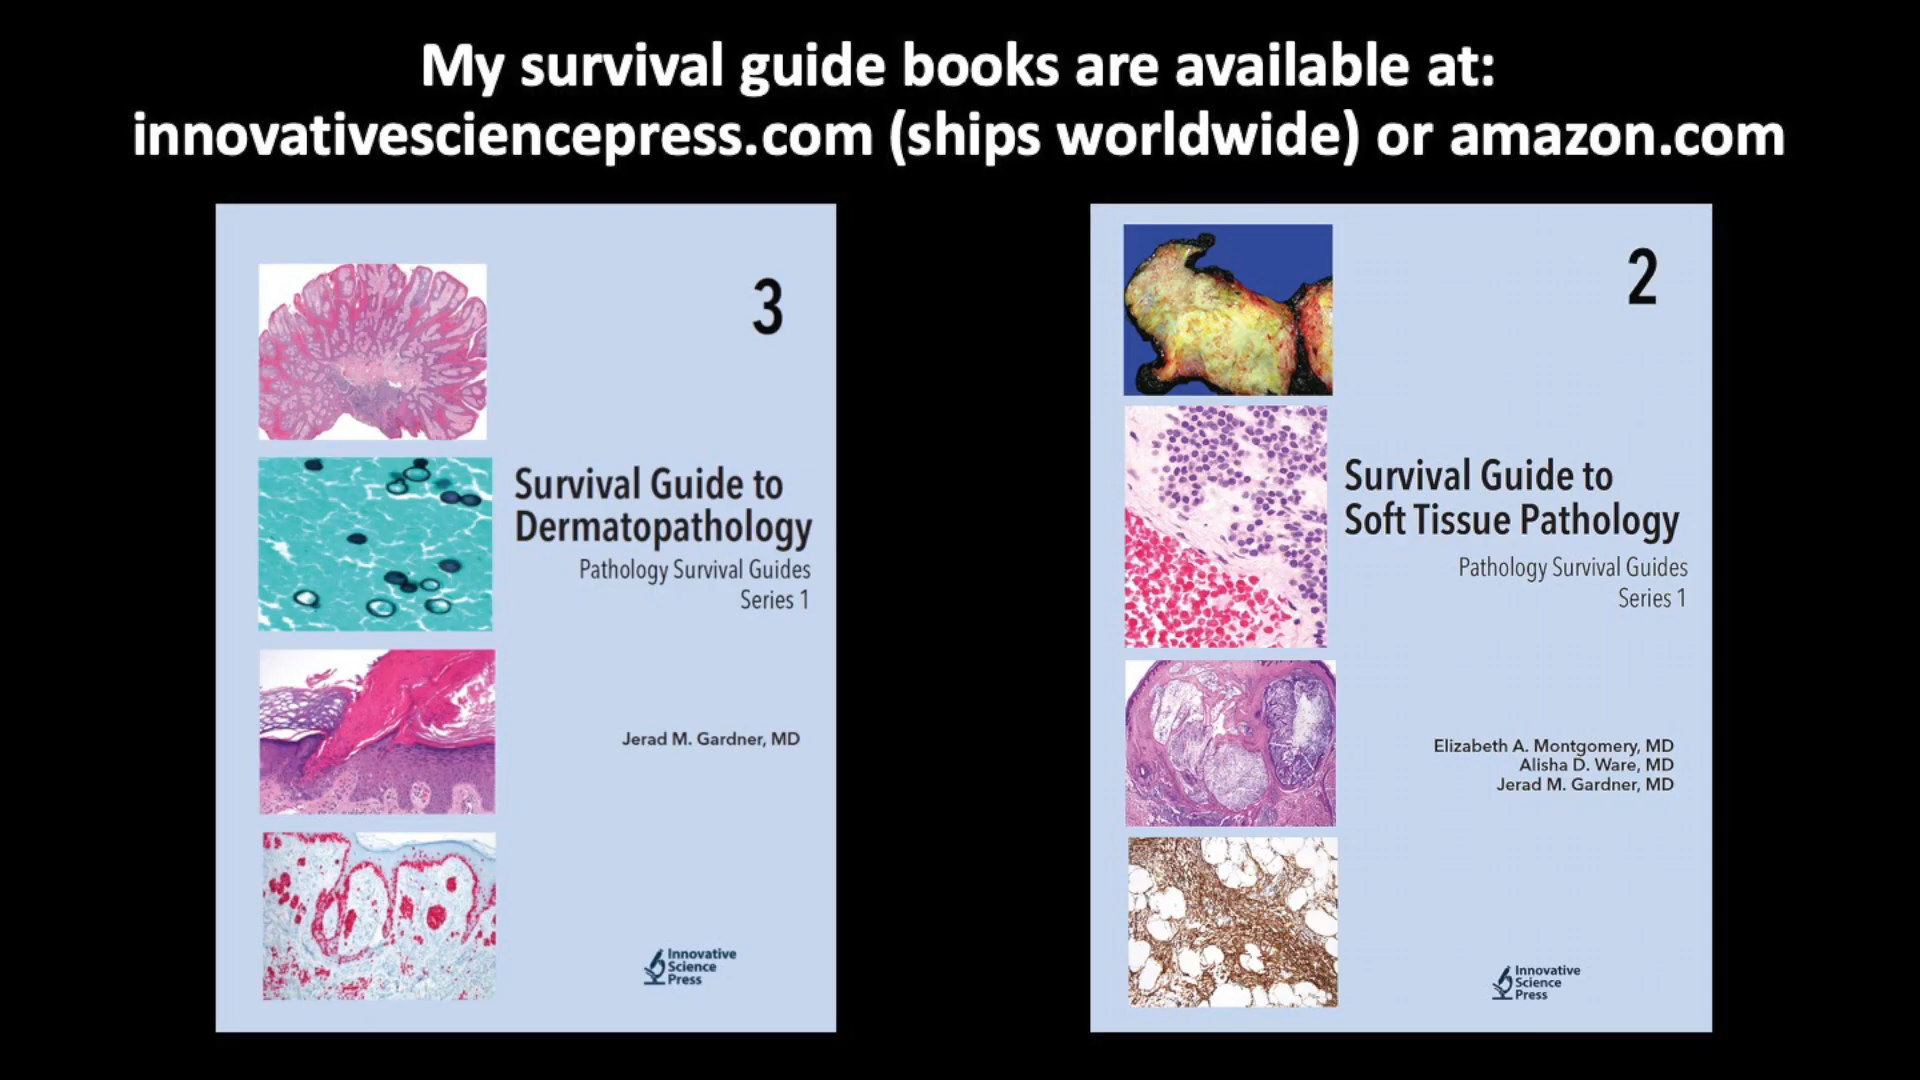 My survival guide books are available at:
innovativesciencepress.com (ships worldwide) or amazon.com
3
Survival Guide to
Dermatopathology
Pathology Survival Guides
Series 1
Jerad M. Gardner, MD
Innovative
Science
Press
2
Survival Guide to
Soft Tissue Pathology
Pathology Survival Guides
Series 1
Elizabeth A. Montgomery, MD
Alisha D. Ware, MD
Jerad M. Gardner, MD
Innovative
Science
Press